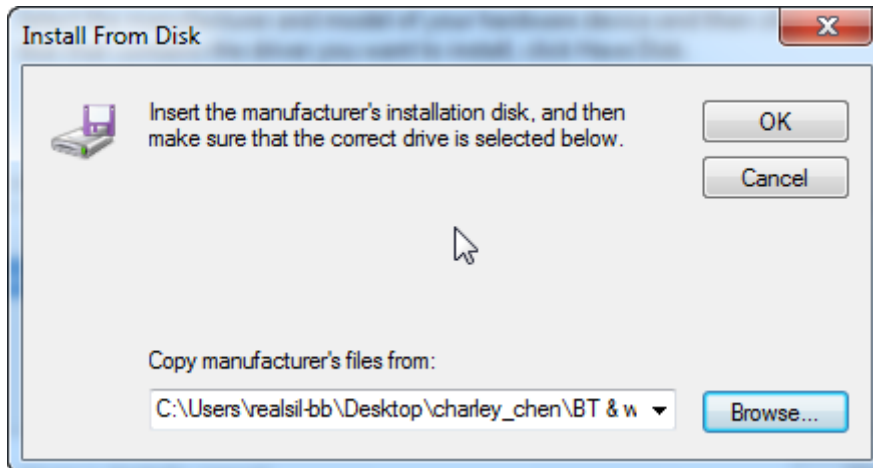 Install From Disk
Insert the manufacturer's installation disk, and then
make sure that the correct drive is selected below.
OK
Cancel
Copy manufacturer's files from:
C:\Users\realsil-bb\Desktop\charley_chen\BT & w
Browse...